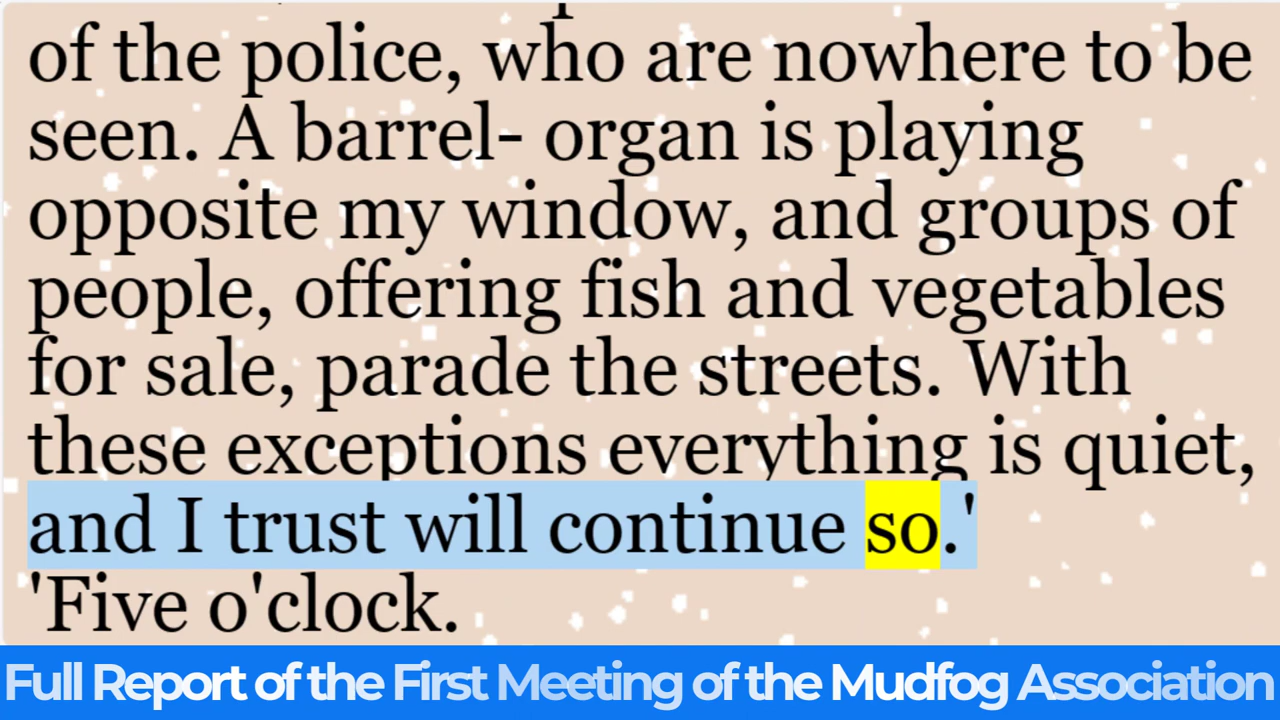 of the police, who are nowhere to be
seen. A barrel- organ is playing
opposite my window, and groups of
people, offering fish and vegetables
for sale, parade the streets. With
these exceptions everything is quiet,
and I trust will continue so.'
'Five o'clock.
Full Report of the First Meeting of the Mudfog Association